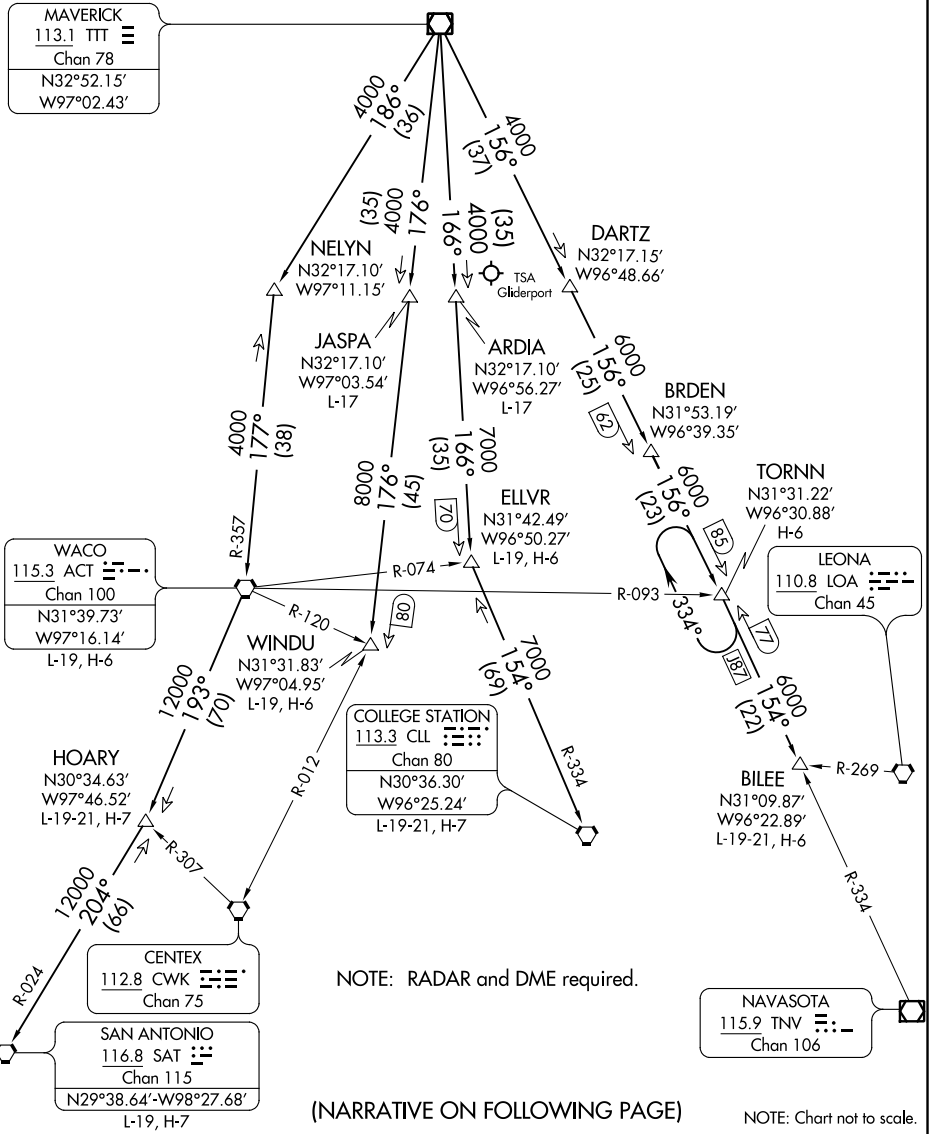 MAVERICK
113.1 TTT
Chan 78
N32°52.15'
W97°02.43'
4000
186°
(36)
(35)
4000
176°
(35)
4000
166°
4000
156°
(37)
NELYN
N32°17.10'
W97°11.15'
JASPA
N32°17.10'
W97°03.54'
L-17
TSA
Gliderport
ARDIA
N32°17.10'
W96°56.27'
L-17
DARTZ
N32°17.15'
W96°48.66'
6000
156°
(25)
62
BRDEN
N31°53.19'
W96°39.35'
4000
177°
(38)
R-357
8000
176°
(45)
7000
166°
(35)
70
ELLVR
N31°42.49'
W96°50.27'
L-19, H-6
6000
156°
(23)
85
334°
TORNN
N31°31.22'
W96°30.88'
H-6
77
J87
6000
154°
(22)
WACO
115.3 ACT
Chan 100
N31°39.73'
W97°16.14'
L-19, H-6
R-074
R-093
R-120
80
WINDU
N31°31.83'
W97°04.95'
L-19, H-6
LEONA
110.8 LOA
Chan 45
12000
193°
(70)
7000
154°
(69)
R-334
COLLEGE STATION
113.3 CLL
Chan 80
N30°36.30'
W96°25.24'
L-19-21, H-7
R-269
BILEE
N31°09.87'
W96°22.89'
L-19-21, H-6
HOARY
N30°34.63'
W97°46.52'
L-19-21, H-7
R-012
R-307
R-334
12000
204°
(66)
R-024
CENTEX
112.8 CWK
Chan 75
NOTE: RADAR and DME required.
NAVASOTA
115.9 TNV
Chan 106
SAN ANTONIO
116.8 SAT
Chan 115
N29°38.64'-W98°27.68'
L-19, H-7
(NARRATIVE ON FOLLOWING PAGE)
NOTE: Chart not to scale.